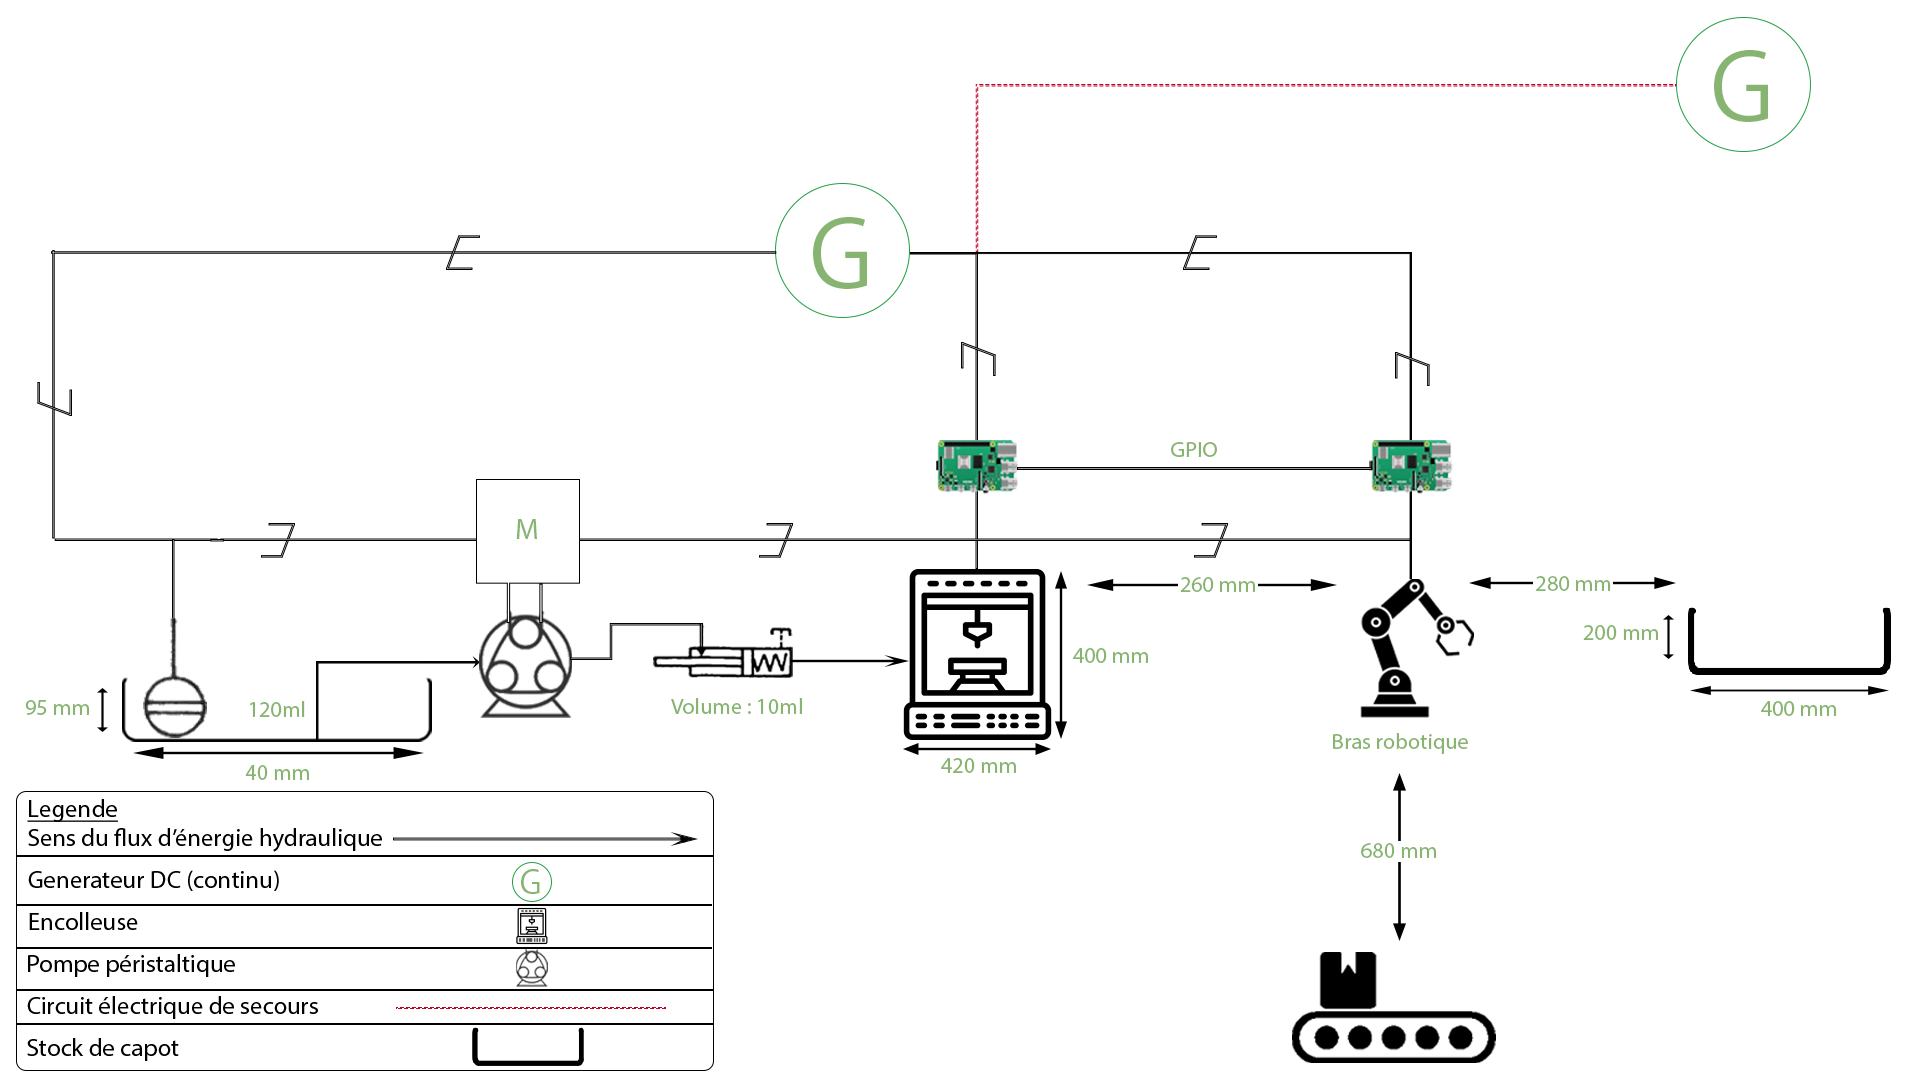 G
G
GPIO
M
260 mm
280 mm
200 mm
400 mm
95 mm
120ml
Volume : 10ml
400 mm
Bras robotique
40 mm
420 mm
680 mm
Legende
Sens du flux d’énergie hydraulique
Generateur DC (continu)
G
Encolleuse
Pompe péristaltique
Circuit électrique de secours
Stock de capot